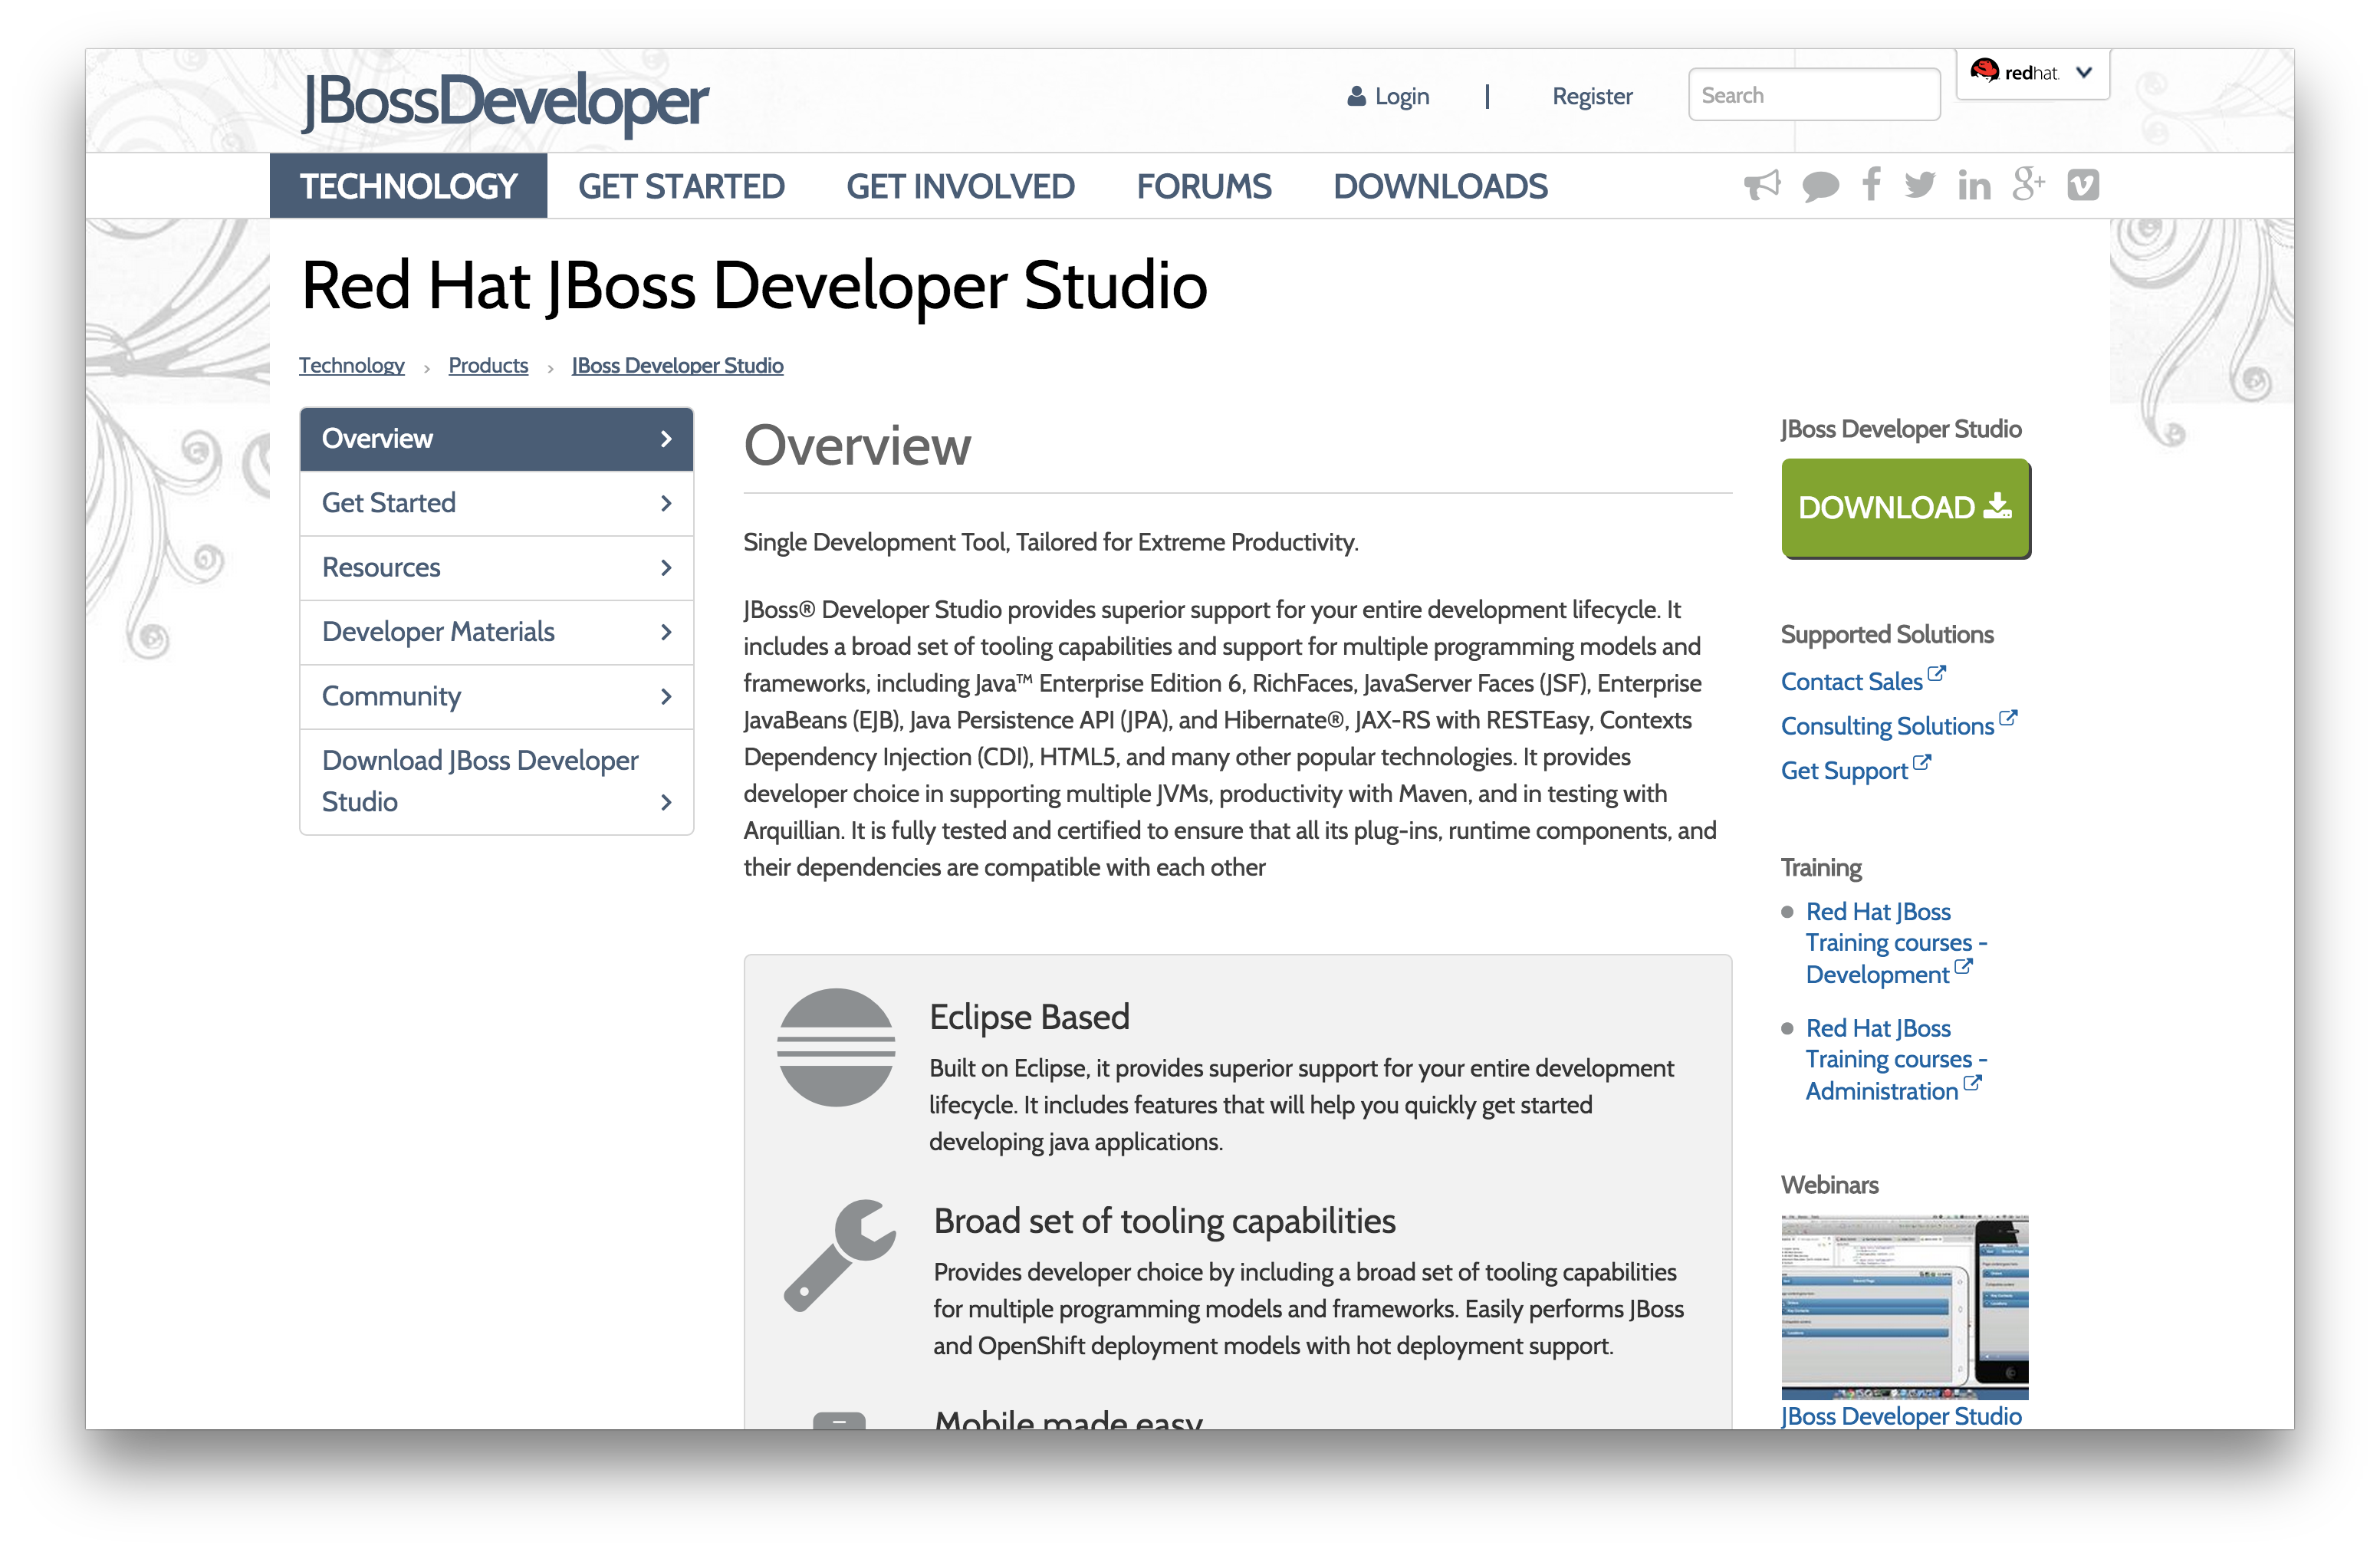 JBossDeveloper
Login | Register
Search
redhat.
TECHNOLOGY
GET STARTED
GET INVOLVED
FORUMS
DOWNLOADS
Red Hat JBoss Developer Studio
Technology › Products › JBoss Developer Studio
Overview
Get Started
Resources
Developer Materials
Community
Download JBoss Developer
Studio
Overview
Single Development Tool, Tailored for Extreme Productivity.
JBoss® Developer Studio provides superior support for your entire development lifecycle. It
includes a broad set of tooling capabilities and support for multiple programming models and
frameworks, including Java™ Enterprise Edition 6, RichFaces, JavaServer Faces (JSF), Enterprise
JavaBeans (EJB), Java Persistence API (JPA), and Hibernate®, JAX-RS with RESTEasy, Contexts
Dependency Injection (CDI), HTML5, and many other popular technologies. It provides
developer choice in supporting multiple JVMs, productivity with Maven, and in testing with
Arquillian. It is fully tested and certified to ensure that all its plug-ins, runtime components, and
their dependencies are compatible with each other
Eclipse Based
Built on Eclipse, it provides superior support for your entire development
lifecycle. It includes features that will help you quickly get started
developing java applications.
Broad set of tooling capabilities
Provides developer choice by including a broad set of tooling capabilities
for multiple programming models and frameworks. Easily performs JBoss
and OpenShift deployment models with hot deployment support.
Mobile made easy
JBoss Developer Studio
DOWNLOAD
Supported Solutions
Contact Sales
Consulting Solutions
Get Support
Training
Red Hat JBoss
Training courses -
Development
Red Hat JBoss
Training courses -
Administration
Webinars
JBoss Developer Studio